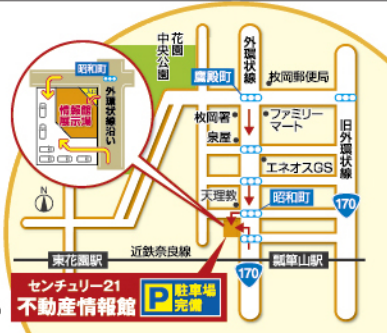 花園
中央公園
外環状線
昭和町
鷹殿町
枚岡郵便局
外環状線沿い
情報館
展示場
枚岡署
泉屋
ファミリー
マート
旧外環状線
エネオスGS
天理教
昭和町
170
N
近鉄奈良線
東花園駅
瓢箪山駅
センチュリー21
不動産情報館
P 駐車場
完備
170